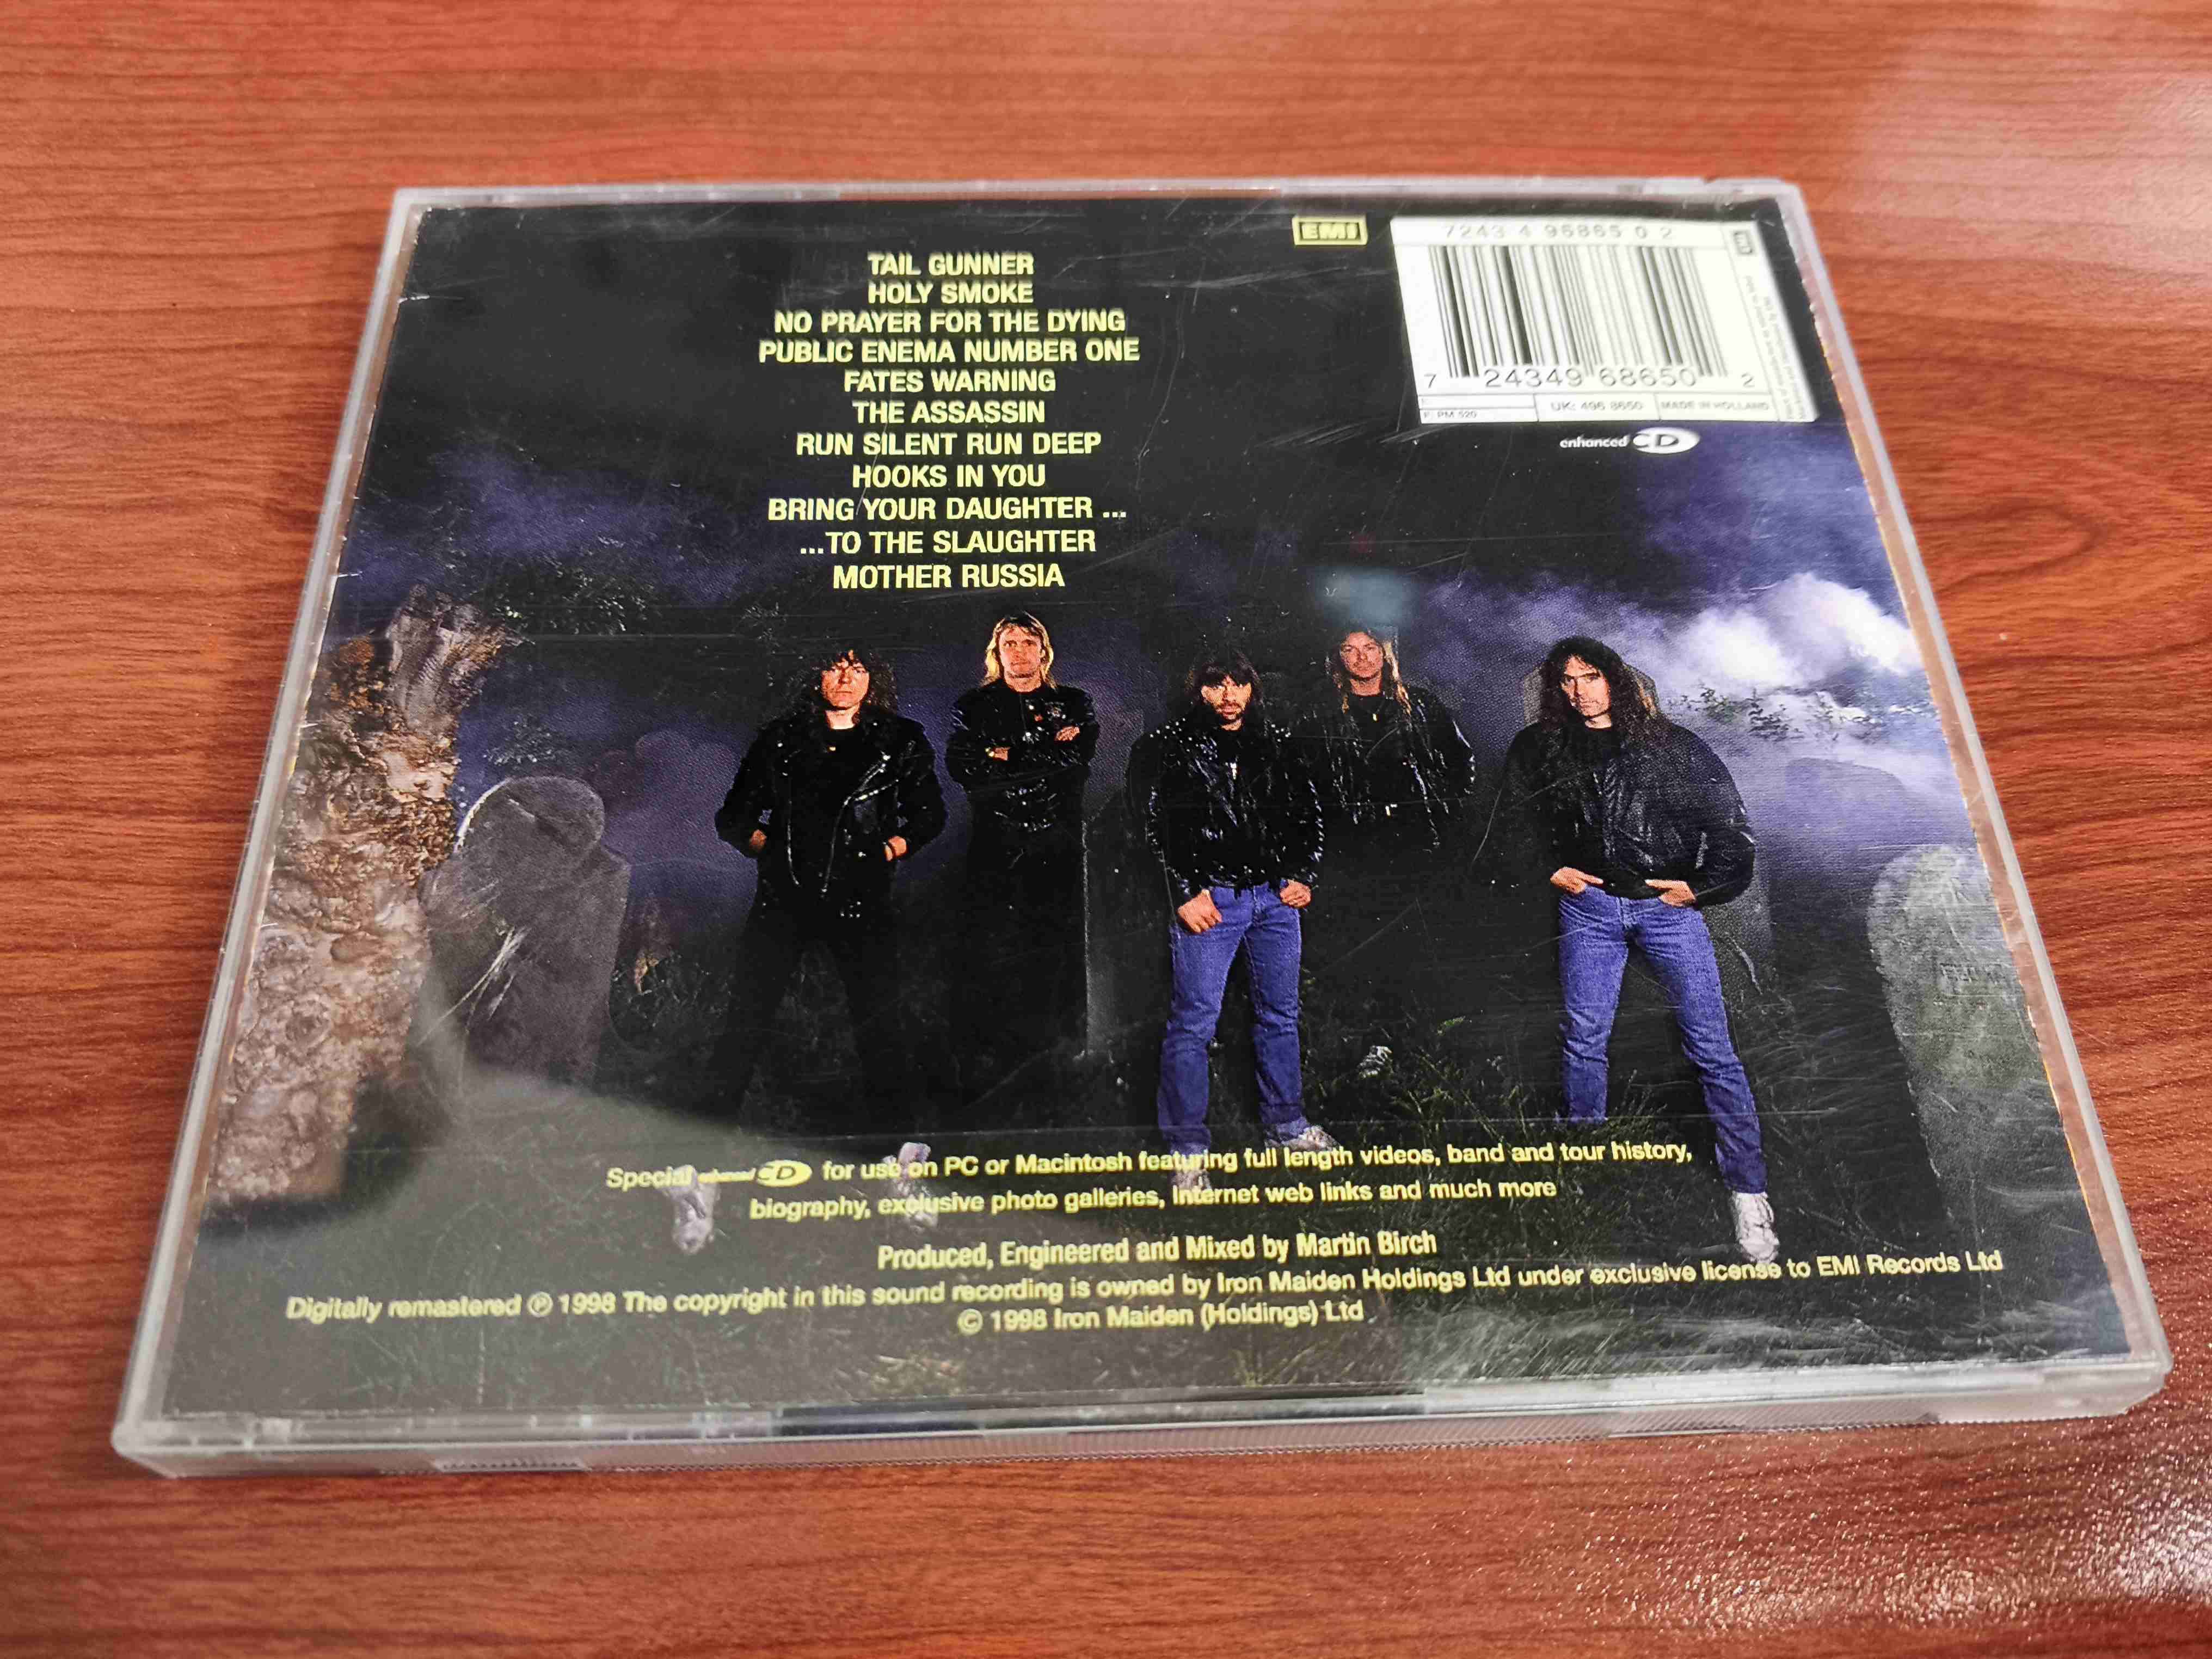 EMI
7243 4 96865 0 2
TAIL GUNNER
HOLY SMOKE
NO PRAYER FOR THE DYING
PUBLIC ENEMA NUMBER ONE
FATES WARNING
THE ASSASSIN
RUN SILENT RUN DEEP
HOOKS IN YOU
BRING YOUR DAUGHTER ...
...TO THE SLAUGHTER
MOTHER RUSSIA
7 24349 68650 2
F: PM 520
UK: 496 8650
MADE IN HOLLAND
enhanced CD
Special enhanced CD for use on PC or Macintosh featuring full length videos, band and tour history,
biography, exclusive photo galleries, Internet web links and much more
Produced, Engineered and Mixed by Martin Birch
Digitally remastered ℗ 1998 The copyright in this sound recording is owned by Iron Maiden Holdings Ltd under exclusive license to EMI Records Ltd
© 1998 Iron Maiden (Holdings) Ltd